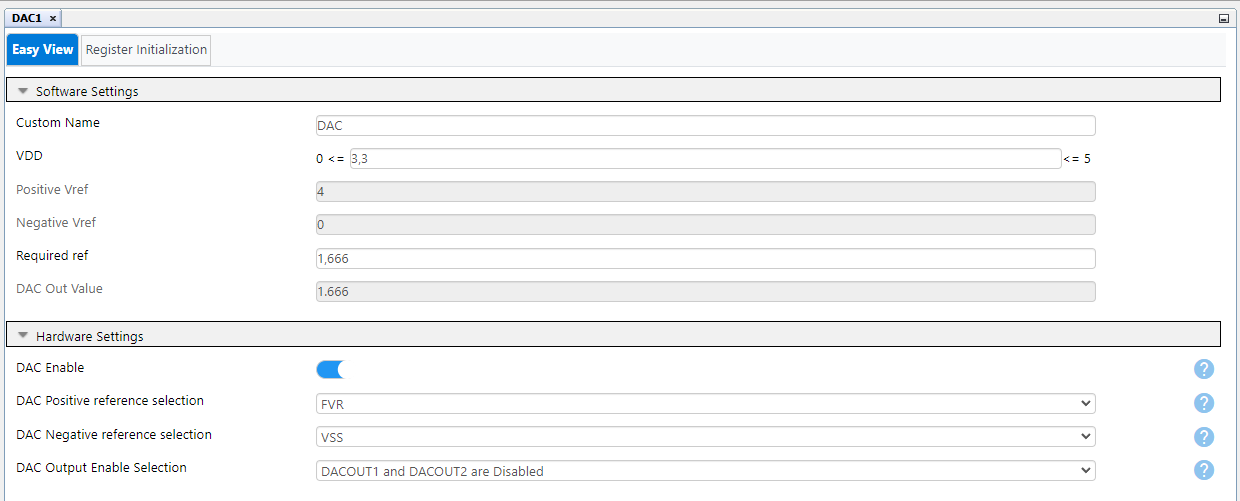 DAC1 ×
Easy View Register Initialization
Software Settings
Custom Name DAC
VDD 0 <= 3,3 <= 5
Positive Vref 4
Negative Vref 0
Required ref 1,666
DAC Out Value 1.666
Hardware Settings
DAC Enable ?
DAC Positive reference selection FVR ?
DAC Negative reference selection VSS ?
DAC Output Enable Selection DACOUT1 and DACOUT2 are Disabled ?